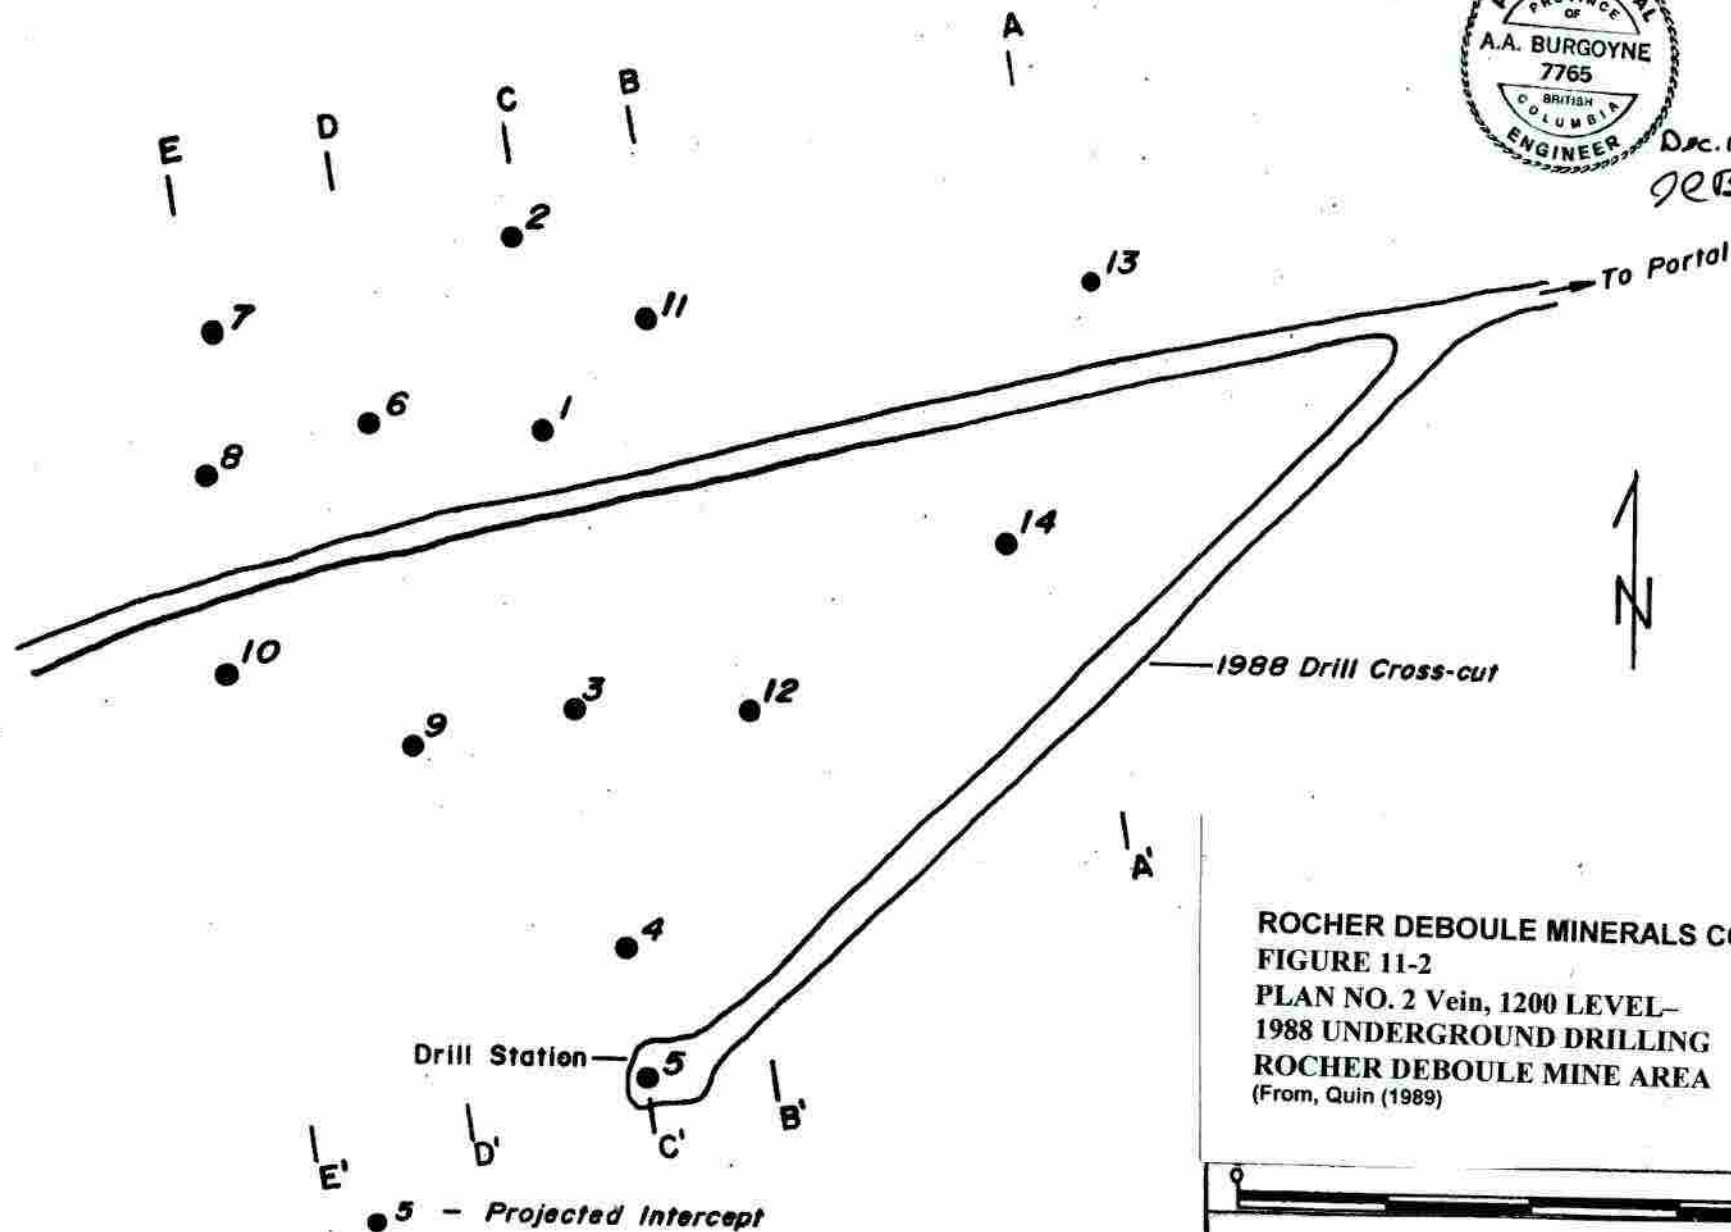 A
B
C
D
E
PROVINCE
OF
A.A. BURGOYNE
7765
BRITISH
COLUMBIA
ENGINEER
2
13
To Portal
7
11
6
1
8
14
N
10
3
12
1988 Drill Cross-cut
9
A'
4
ROCHER DEBOULE MINERALS
FIGURE 11-2
PLAN NO. 2 Vein, 1200 LEVEL–
1988 UNDERGROUND DRILLING
ROCHER DEBOULE MINE AREA
(From, Quin (1989)
Drill Station
5
B'
C'
D'
E'
5 - Projected Intercept
0